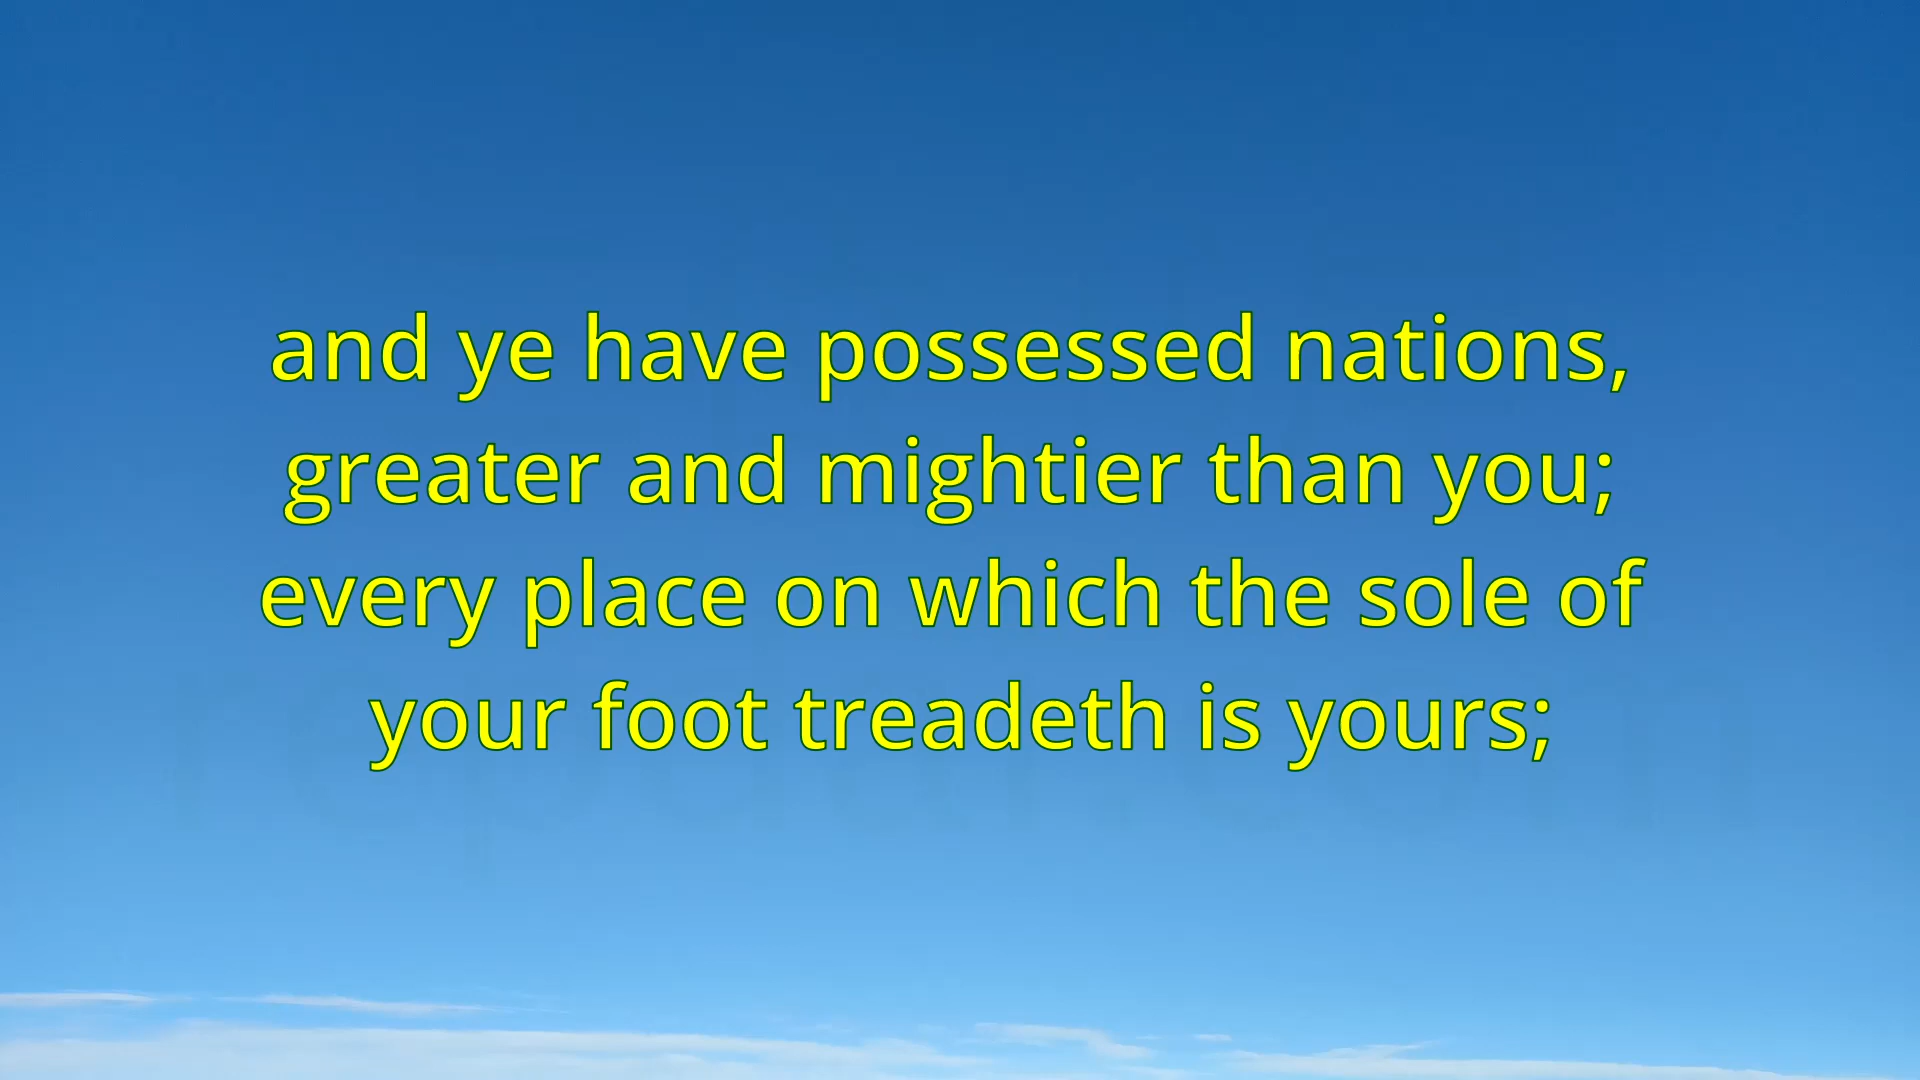 and ye have possessed nations,
greater and mightier than you;
every place on which the sole of
your foot treadeth is yours;